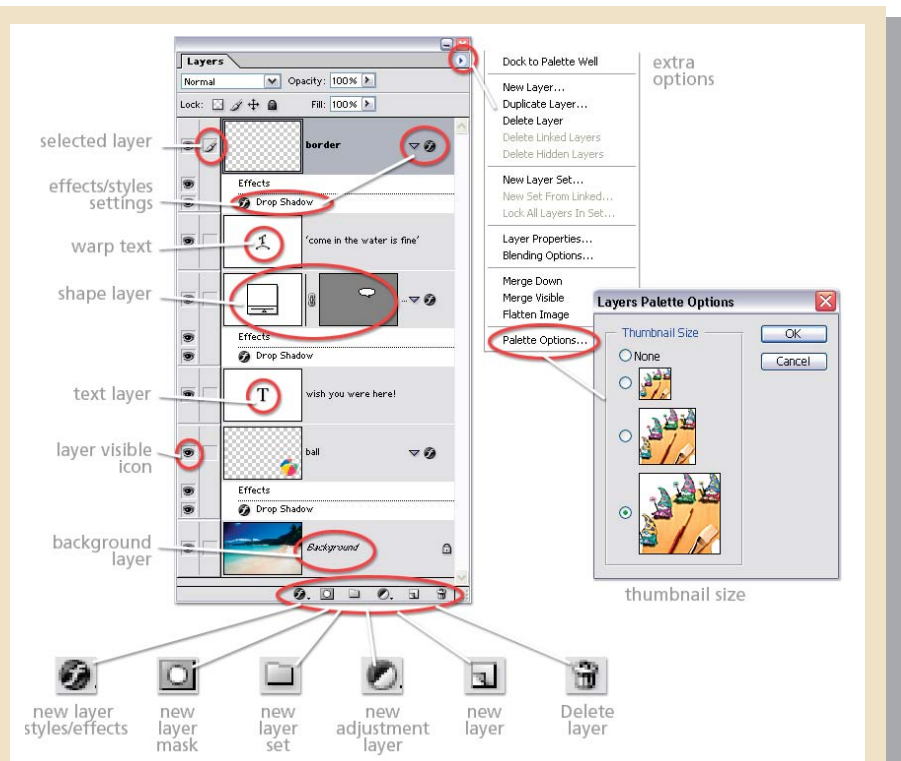 Layers
Normal
Opacity: 100%
Lock:
Fill: 100%
border
Effects
Drop Shadow
'come in the water is fine'
...
Effects
Drop Shadow
T
wish you were here!
ball
Effects
Drop Shadow
Background
selected layer
effects/styles
settings
warp text
shape layer
text layer
layer visible
icon
background
layer
extra
options
Dock to Palette Well
New Layer...
Duplicate Layer...
Delete Layer
Delete Linked Layers
Delete Hidden Layers
New Layer Set...
New Set From Linked...
Lock All Layers In Set...
Layer Properties...
Blending Options...
Merge Down
Merge Visible
Flatten Image
Palette Options...
Layers Palette Options
Thumbnail Size
None
OK
Cancel
thumbnail size
new layer
styles/effects
new
layer
mask
new
layer
set
new
adjustment
layer
new
layer
Delete
layer